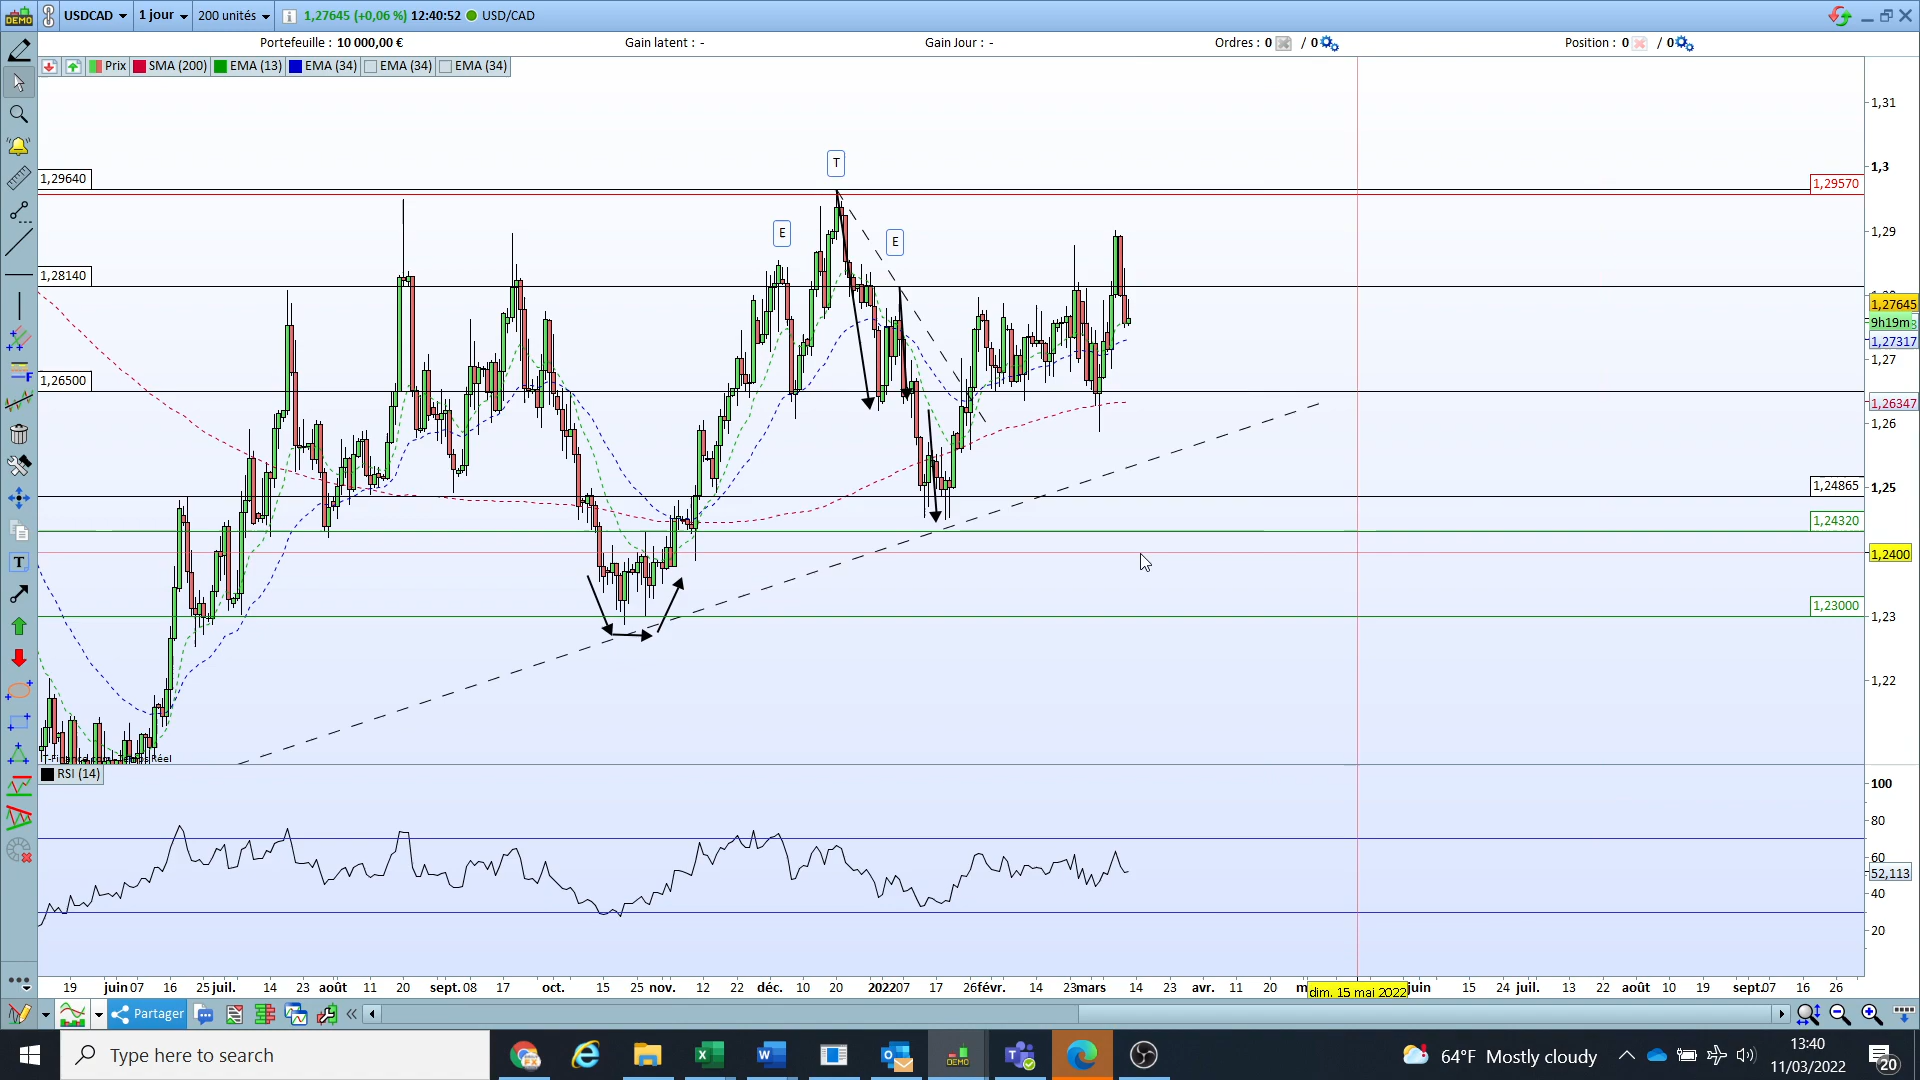 DEMO USDCAD 1 jour 200 unités 1,27645 (+0,06 %) 12:40:52 USD/CAD
Portefeuille : 10 000,00 € Gain latent : - Gain Jour : - Ordres : 0 / 0 Position : 0 / 0
Prix SMA (200) EMA (13) EMA (34) EMA (34) EMA (34)
1,31
T
1,3
1,29640
1,29570
E
E
1,29
1,28140
1,27645
9h19m
1,27317
1,27
1,26500
1,26347
1,26
1,24865
1,25
1,24320
1,2400
1,23000
1,23
1,22
RSI (14)
100
80
60
52,113
40
20
19 juin 07 16 25 juil. 14 23 août 11 20 sept. 08 17 oct. 15 25 nov. 12 22 déc. 10 20 2022 07 17 26 févr. 14 23 mars 14 23 avr. 11 20 m dim. 15 mai 2022 juin 15 24 juil. 13 22 août 10 19 sept. 07 16 26
Partager
Type here to search
64°F Mostly cloudy
13:40
11/03/2022
20